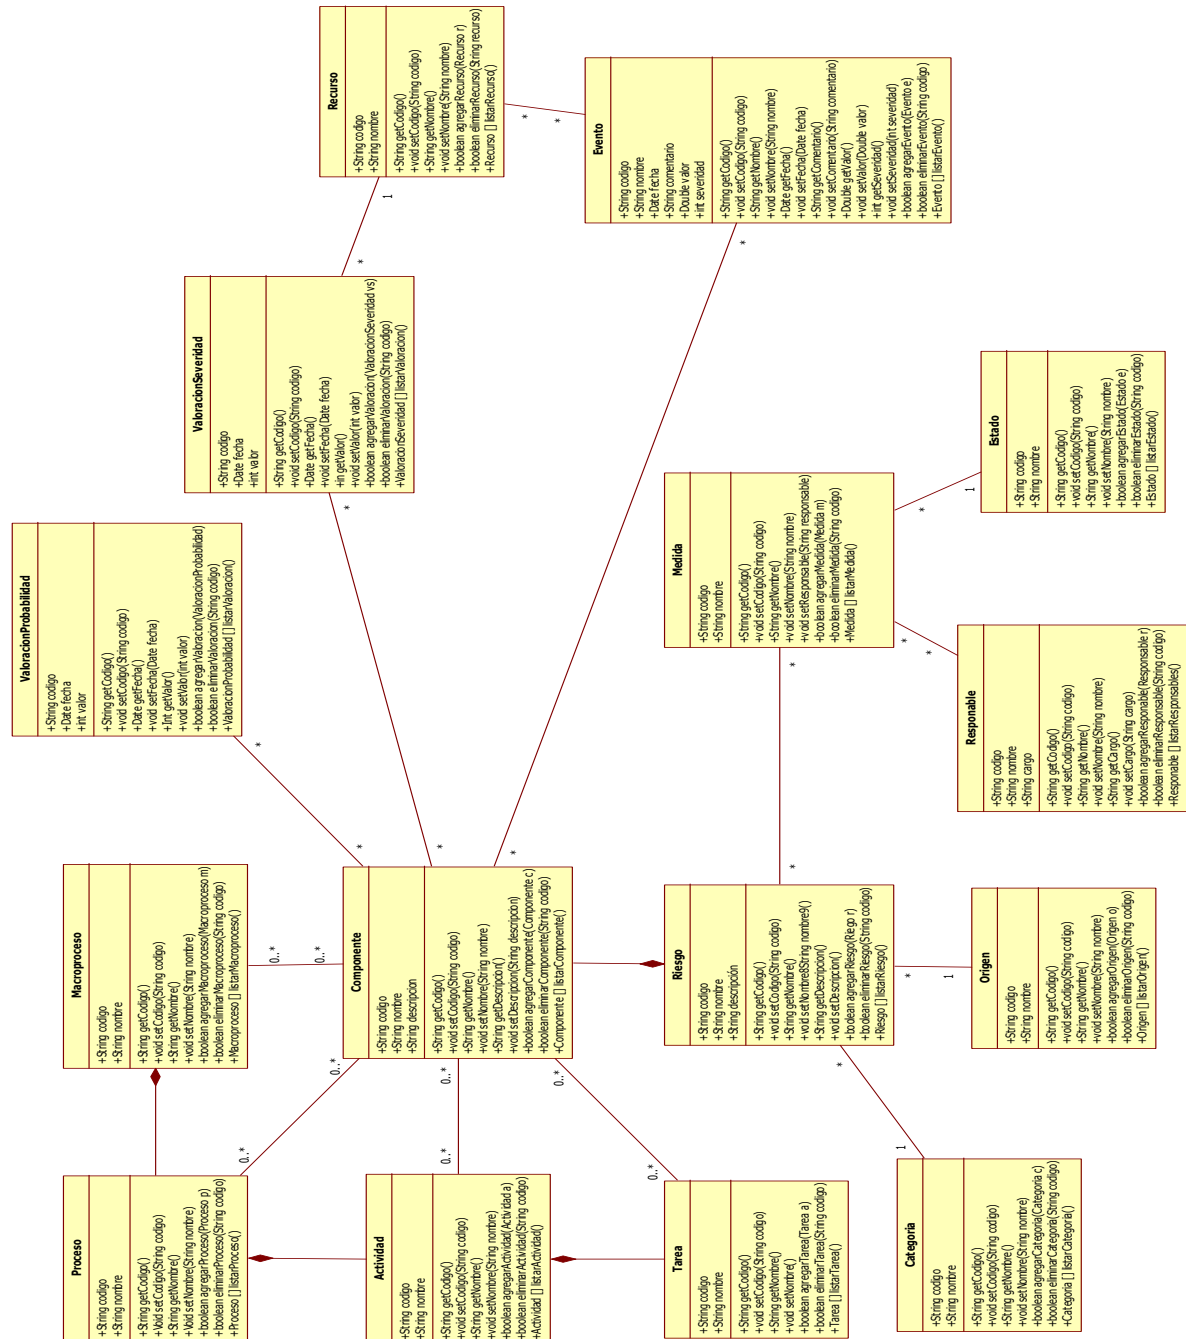 Proceso
+String codigo
+String nombre
+String getCodigo()
+Void setCodigo(String codigo)
+String getNombre()
+Void setNombre(String nombre)
+boolean agregarProceso(Proceso p)
+boolean eliminarProceso(String codigo)
+Proceso [] listarProceso()
Macroproceso
+String codigo
+String nombre
+String getCodigo()
+void setCodigo(String codigo)
+String getNombre()
+void setNombre(String nombre)
+boolean agregarMacroproceso(Macroproceso m)
+boolean eliminarMacroproceso(String codigo)
+Macroproceso [] listarMacroproceso()
ValoracionProbabilidad
+String codigo
+Date fecha
+int valor
+String getCodigo()
+void setCodigo(String codigo)
+Date getFecha()
+void setFecha(Date fecha)
+Int getValor()
+void setValor(int valor)
+boolean agregarValoracion(ValoracionProbabilidad)
+boolean eliminarValoracion(String codigo)
+ValoracionProbabilidad [] listarValoracion()
ValoracionSeveridad
+String codigo
+Date fecha
+int valor
+String getCodigo()
+void setCodigo(String codigo)
+Date getFecha()
+void setFecha(Date fecha)
+in getValor()
+void setValor(int valor)
+boolean agregarValoracion(ValoracionSeveridad vs)
+boolean eliminarValoracion(String codigo)
+ValoracionSeveridad [] listarValoracion()
Recurso
+String codigo
+String nombre
+String getCodigo()
+void setCodigo(String codigo)
+String getNombre()
+void setNombre(String nombre)
+boolean agregarRecurso(Recurso r)
+boolean eliminarRecurso(String recurso)
+Recurso [] listarRecurso()
0..*
*
*
*
1
0..*
0..*
0..*
*
*
*
*
Actividad
+String codigo
+String nombre
+String getCodigo()
+void setCodigo(String codigo)
+String getNombre()
+void setNombre(String nombre)
+boolean agregarActividad(Actividad a)
+boolean eliminarActividad(String codigo)
+Actividad [] listarActividad()
0..*
0..*
Componente
+String codigo
+String nombre
+String descripcion
+String getCodigo()
+void setCodigo(String codigo)
+String getNombre()
+void setNombre(String nombre )
+String getDescripcion()
+void setDescripcion(String descripcion)
+boolean agregarComponente(Componente c)
+boolean eliminarComponente(String codigo)
+Componente [] listarComponente()
*
*
0..*
0..*
Evento
+String codigo
+String nombre
+Date fecha
+String comentario
+Double valor
+int severidad
+String getCodigo()
+void setCodigo(String codigo)
+String getNombre()
+void setNombre(String nombre)
+Date getFecha()
+void setFecha(Date fecha)
+String getComentario()
+void setComentario(String comentario)
+Double getValor()
+void setValor(Double valor)
+int getSeveridad()
+void setSeveridad(int severidad)
+boolean agregarEvento(Evento e)
+boolean eliminarEvento(String codigo)
+Evento [] listarEvento()
Tarea
+String codigo
+String nombre
+String getCodigo()
+void setCodigo(String codigo)
+String getNombre()
+void setNombre()
+boolean agregarTarea(Tarea a)
+boolean eliminarTarea(String codigo)
+Tarea [] listarTarea()
Riesgo
+String codigo
+String nombre
+String descripción
+String getCodigo()
+void setCodigo(String codigo)
+String getNombre()
+void setNombre8String nombre9()
+String getDescripcion()
+void setDescripcion()
+boolean agregarRiesgo(Riego r)
+boolean eliminarRiesgo(String codigo)
+Riesgo [] listarRiesgo()
*
*
Medida
+String codigo
+String nombre
+String getCodigo()
+void setCodigo(String codigo)
+String getNombre()
+void setNombre(String nombre)
+void setResponsable(String responsable)
+boolean agregarMedida(Medida m)
+boolean eliminarMedida(String codigo)
+Medida [] listarMedida()
*
1
*
1
*
*
*
1
Categoria
+String codigo
+String nombre
+String getCodigo()
+void setCodigo(String codigo)
+String getNombre()
+void setNombre(String nombre)
+boolean agregarCategoria(Categoria c)
+boolean eliminarCategoria(String codigo)
+Categoria [] listarCategoria()
Origen
+String codigo
+String nombre
+String getCodigo()
+void setCodigo(String codigo)
+String getNombre()
+void setNombre(String nombre)
+boolean agregarOrigen(Origen o)
+boolean eliminarOrigen(String codigo)
+Origen [] listarOrigen()
Responable
+String codigo
+String nombre
+String cargo
+String getCodigo()
+void setCodigo(String codigo)
+String getNombre()
+void setNombre(String nombre)
+String getCargo()
+void setCargo(String cargo)
+boolean agregarResponable(Responable r)
+boolean eliminarResponable(String codigo)
+Responable [] listarResponsables()
Estado
+String codigo
+String nombre
+String getCodigo()
+void setCodigo(String codigo)
+String getNombre()
+void setNombre(String nombre )
+boolean agregarEstado(Estado e)
+boolean eliminarEstado(String codigo)
+Estado [] listarEstado()